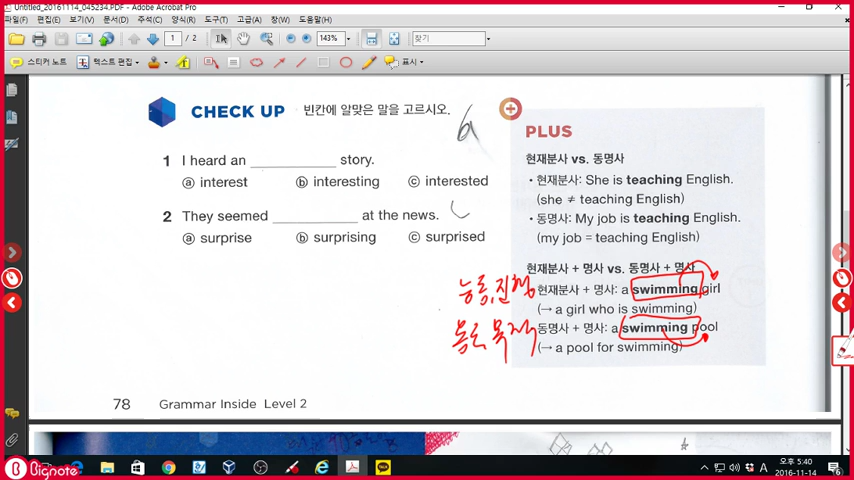 Untitled_20161114_045234.PDF - Adobe Acrobat Pro
파일(F) 편집(E) 보기(V) 문서(D) 주석(C) 양식(R) 도구(T) 고급(A) 창(W) 도움말(H)
1 / 2 143% 찾기
스티커 노트 텍스트 편집 표시
CHECK UP 빈칸에 알맞은 말을 고르시오.
1 I heard an ____ story.
ⓐ interest ⓑ interesting ⓒ interested
2 They seemed ____ at the news.
ⓐ surprise ⓑ surprising ⓒ surprised
PLUS
현재분사 vs. 동명사
• 현재분사: She is teaching English.
(she ≠ teaching English)
• 동명사: My job is teaching English.
(my job = teaching English)
현재분사 + 명사 vs. 동명사 + 명사
능동, 진행
현재분사 + 명사: a swimming girl
(→ a girl who is swimming)
용도 목적
동명사 + 명사: a swimming pool
(→ a pool for swimming)
78 Grammar Inside Level 2
Bignote
A
오후 5:40
2016-11-14